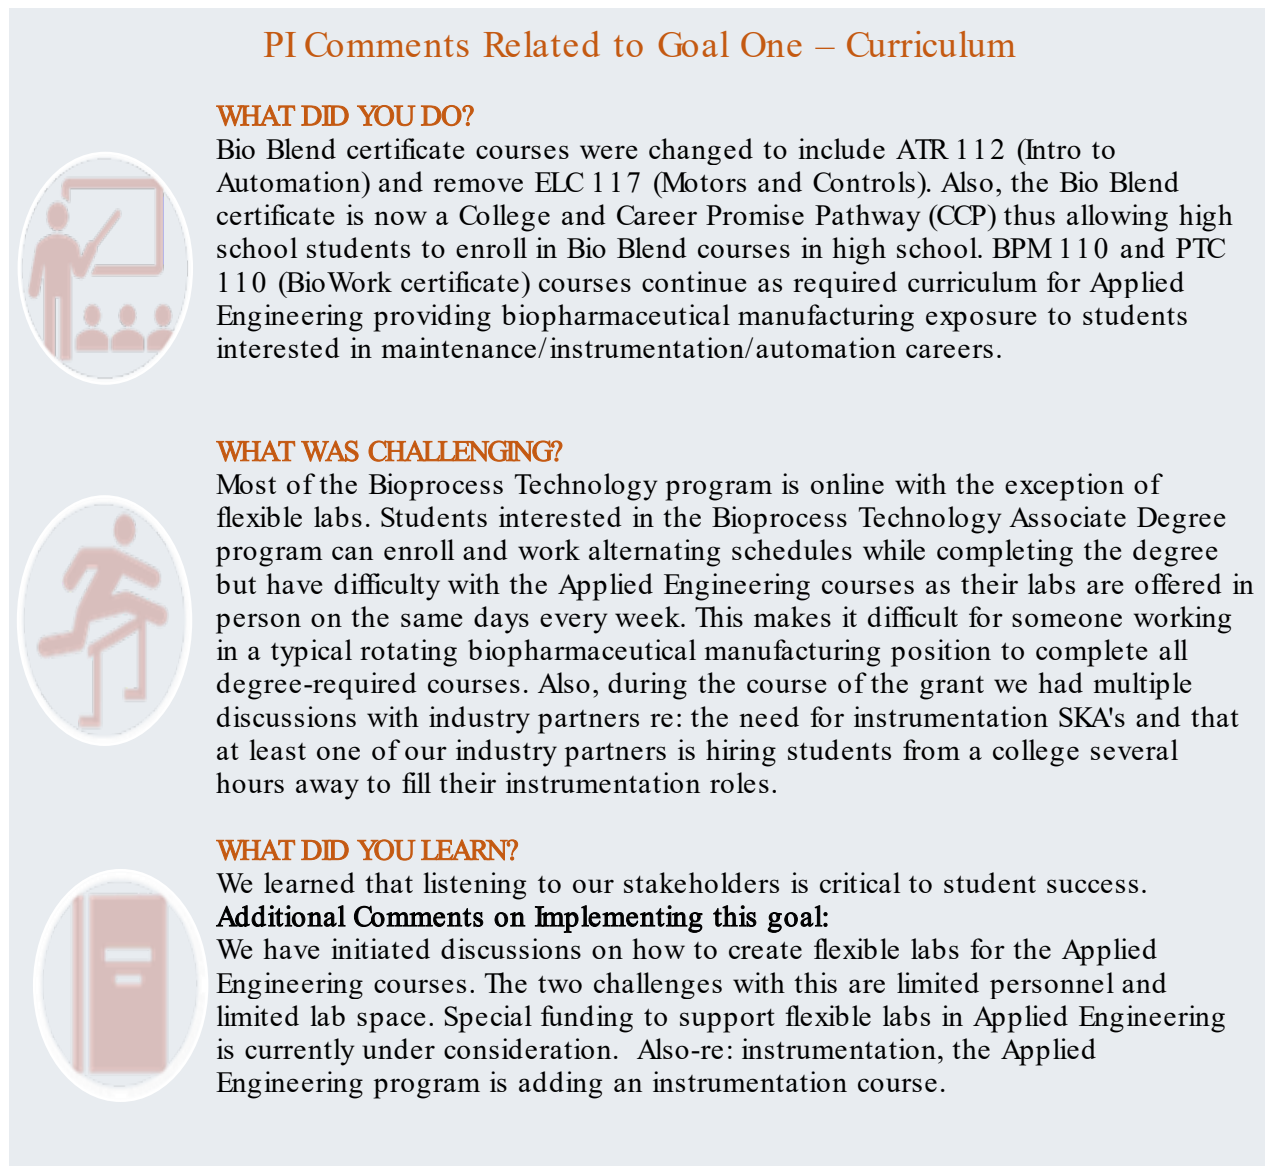 PI Comments Related to Goal One – Curriculum
WHAT DID YOU DO?
Bio Blend certificate courses were changed to include ATR 112 (Intro to
Automation) and remove ELC 117 (Motors and Controls). Also, the Bio Blend
certificate is now a College and Career Promise Pathway (CCP) thus allowing high
school students to enroll in Bio Blend courses in high school. BPM 110 and PTC
110 (BioWork certificate) courses continue as required curriculum for Applied
Engineering providing biopharmaceutical manufacturing exposure to students
interested in maintenance/instrumentation/automation careers.
WHAT WAS CHALLENGING?
Most of the Bioprocess Technology program is online with the exception of
flexible labs. Students interested in the Bioprocess Technology Associate Degree
program can enroll and work alternating schedules while completing the degree
but have difficulty with the Applied Engineering courses as their labs are offered in
person on the same days every week. This makes it difficult for someone working
in a typical rotating biopharmaceutical manufacturing position to complete all
degree-required courses. Also, during the course of the grant we had multiple
discussions with industry partners re: the need for instrumentation SKA's and that
at least one of our industry partners is hiring students from a college several
hours away to fill their instrumentation roles.
WHAT DID YOU LEARN?
We learned that listening to our stakeholders is critical to student success.
Additional Comments on Implementing this goal:
We have initiated discussions on how to create flexible labs for the Applied
Engineering courses. The two challenges with this are limited personnel and
limited lab space. Special funding to support flexible labs in Applied Engineering
is currently under consideration.  Also-re: instrumentation, the Applied
Engineering program is adding an instrumentation course.